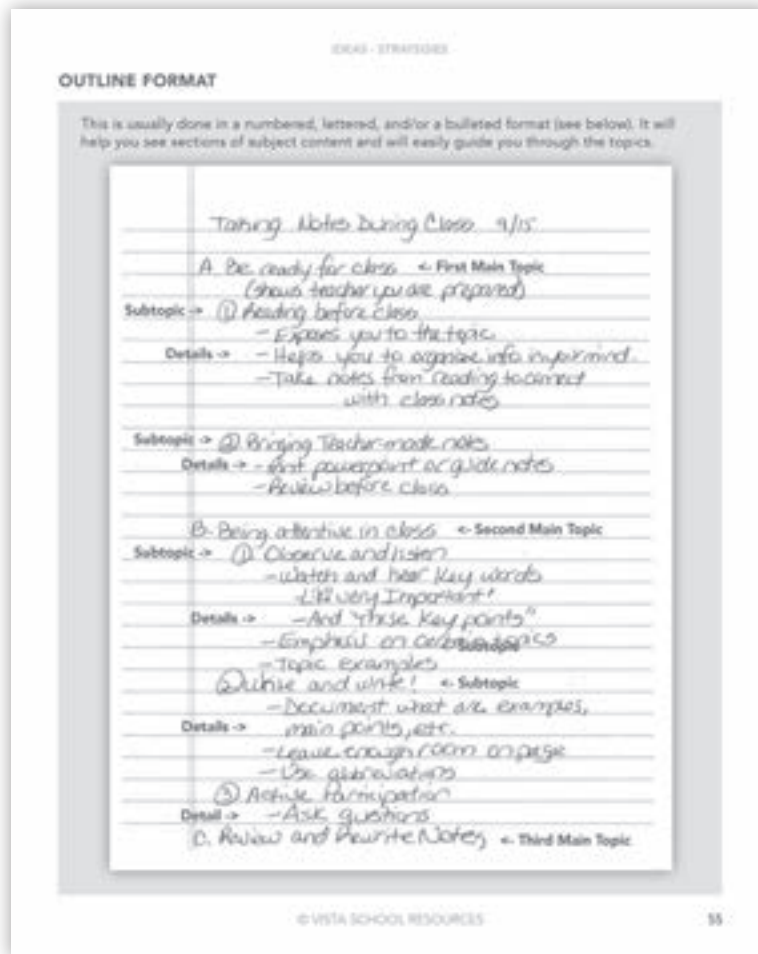 IDEAS - STRATEGIES
OUTLINE FORMAT
This is usually done in a numbered, lettered, and/or a bulleted format (see below). It will
help you see sections of subject content and will easily guide you through the topics.
Taking Notes During Class 9/15
A. Be ready for class <- First Main Topic
(shows teacher you are prepared)
Subtopic -> ① Reading before class
- Exposes you to the topic
Details -> - Helps you to organize info in your mind.
- Take notes from reading to connect
with class notes
Subtopic -> ② Bringing Teacher-made notes
Details -> - Print powerpoint or guide notes
- Review before class
B. Being attentive in class <- Second Main Topic
Subtopic -> ① Observe and listen
- Watch and hear key words
- Like very Important!
Details -> - And "these key points"
- Emphasis on certain topics Subtopic
- Topic examples
② Write and write! <- Subtopic
- Document what are examples,
Details -> main points, etc.
- Leave enough room on page
- Use abbreviations
③ Active Participation
Detail -> - Ask questions
C. Review and Rewrite Notes <- Third Main Topic
© VISTA SCHOOL RESOURCES 55